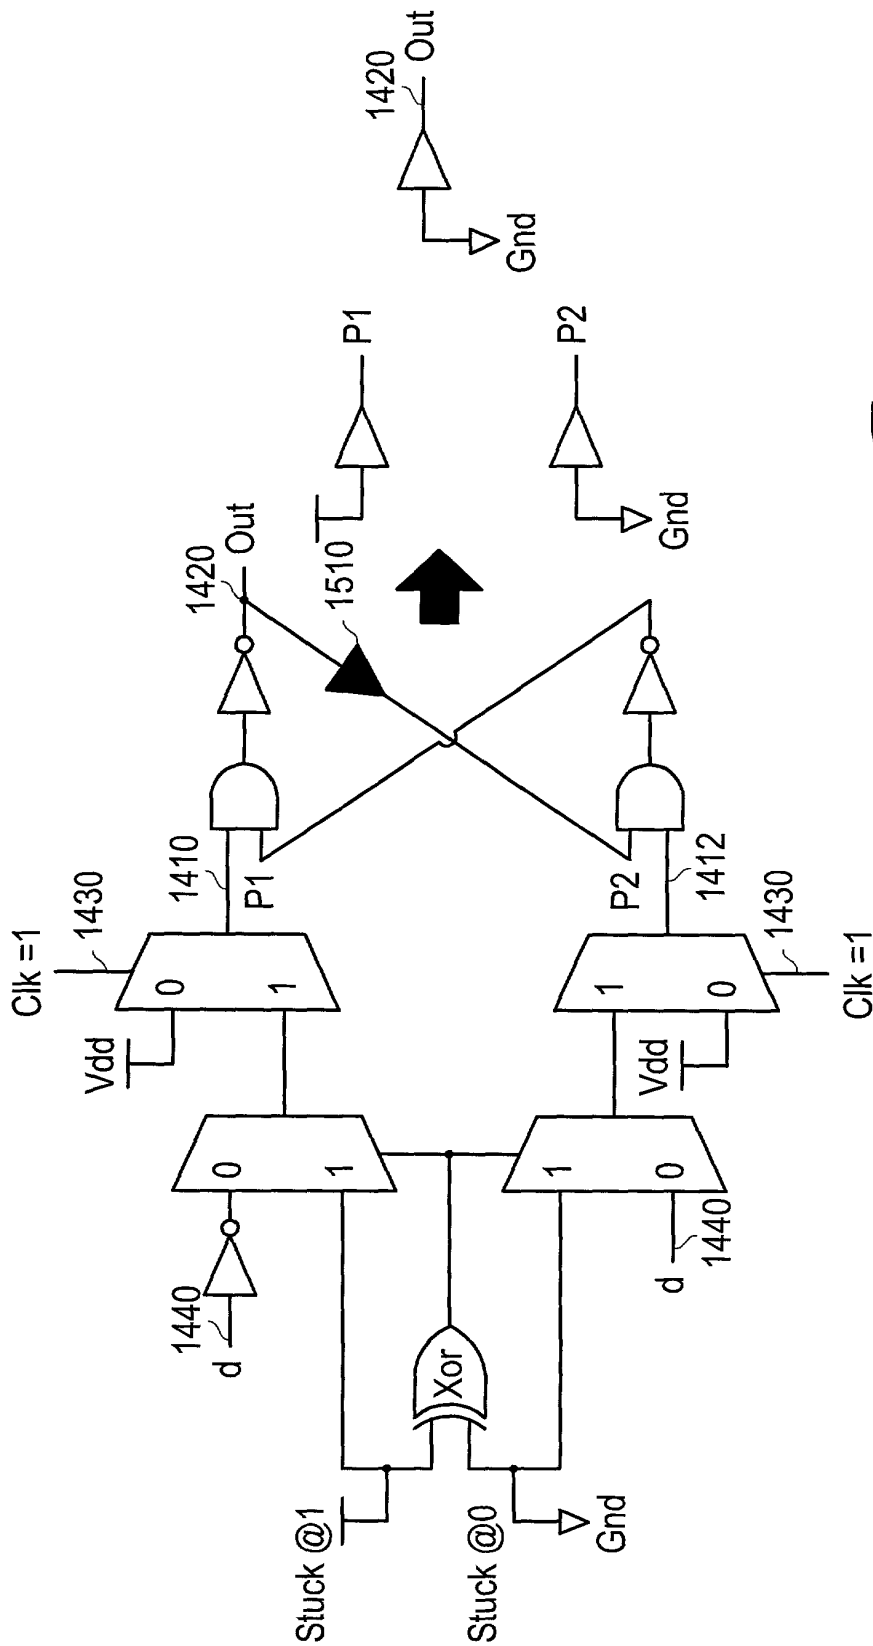 Stuck @1
Stuck @0
Gnd
Xor
d
1440
d
1440
0
1
1
0
Vdd
Vdd
0
1
1
0
Clk =1
1430
Clk =1
1430
1410
P1
P2
1412
1420
Out
1510
P1
Gnd
P2
Gnd
1420
Out